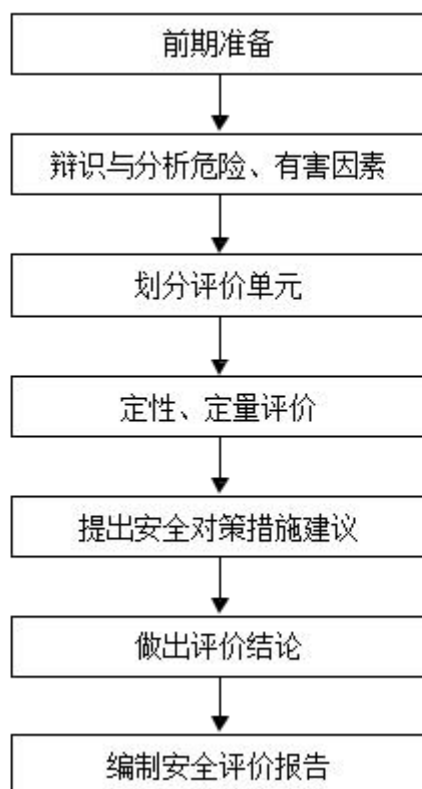 前期准备
辩识与分析危险、有害因素
划分评价单元
定性、定量评价
提出安全对策措施建议
做出评价结论
编制安全评价报告